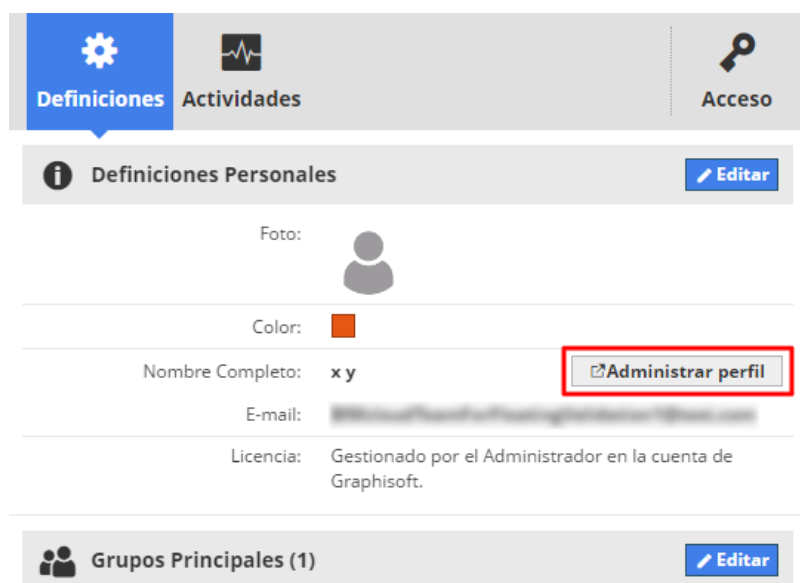 Definiciones Actividades Acceso
Definiciones Personales Editar
Foto:
Color:
Nombre Completo: x y Administrar perfil
E-mail:
Licencia: Gestionado por el Administrador en la cuenta de
Graphisoft.
Grupos Principales (1) Editar